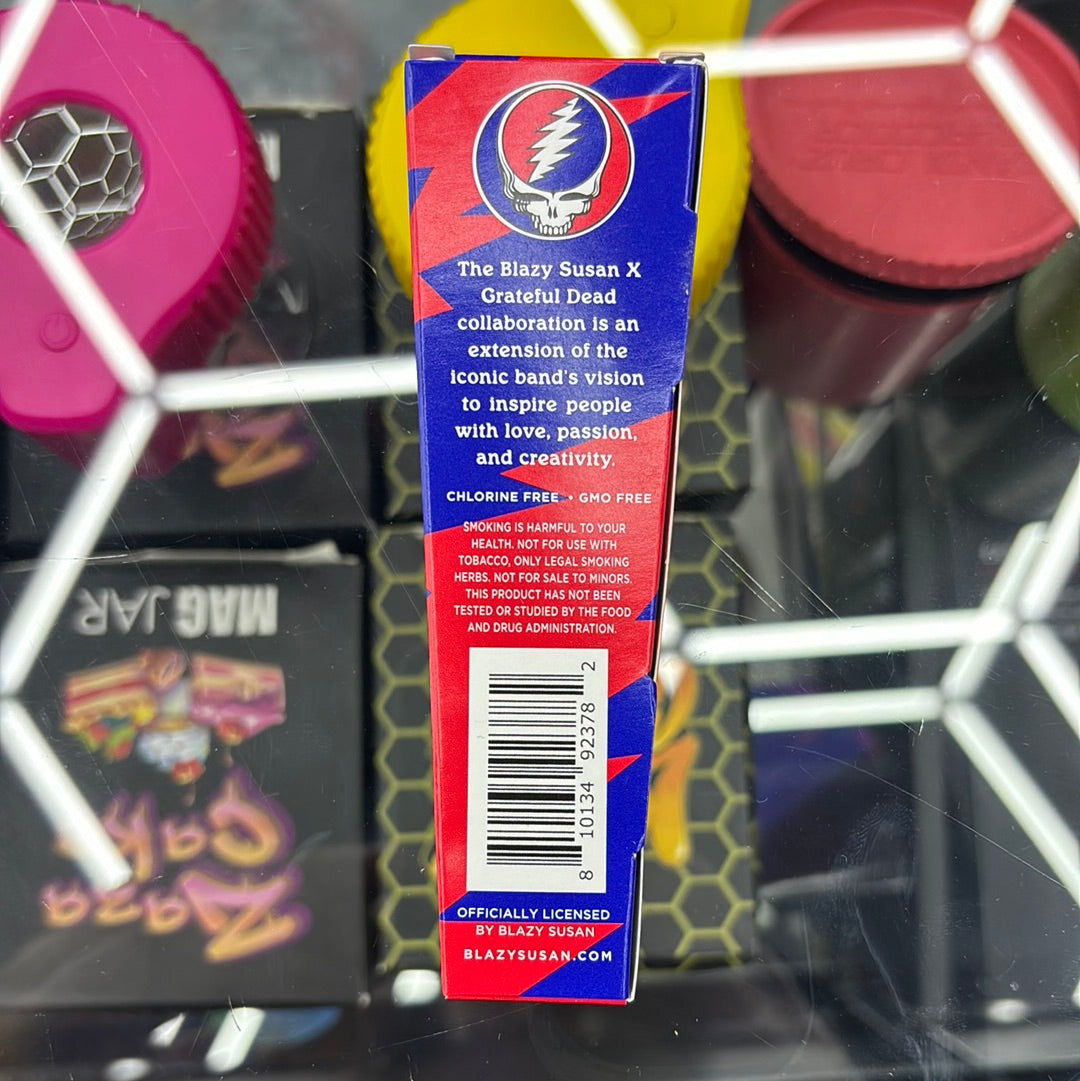 The Blazy Susan X
Grateful Dead
collaboration is an
extension of the
iconic band's vision
to inspire people
with love, passion,
and creativity.
CHLORINE FREE • GMO FREE
SMOKING IS HARMFUL TO YOUR
HEALTH. NOT FOR USE WITH
TOBACCO, ONLY LEGAL SMOKING
HERBS. NOT FOR SALE TO MINORS.
THIS PRODUCT HAS NOT BEEN
TESTED OR STUDIED BY THE FOOD
AND DRUG ADMINISTRATION.
8 10134 92378 2
OFFICIALLY LICENSED
BY BLAZY SUSAN
BLAZYSUSAN.COM
MAG JAR
Zaza
Cake